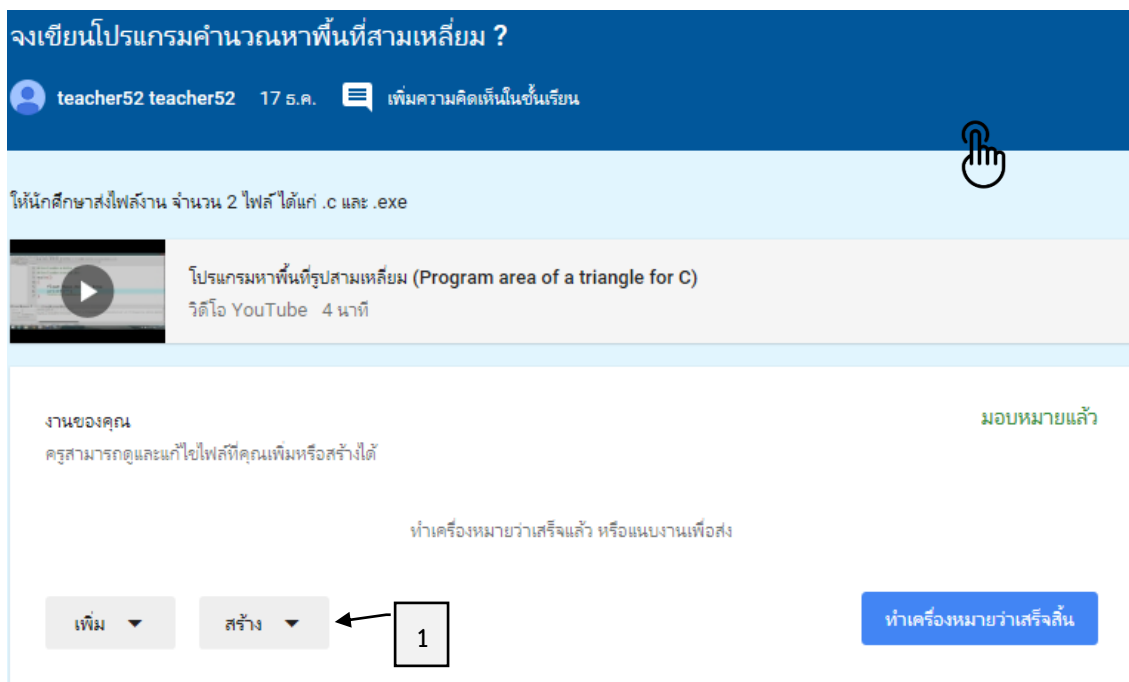 จงเขียนโปรแกรมคำนวณหาพื้นที่สามเหลี่ยม ?
teacher52 teacher52 17 ธ.ค. เพิ่มความคิดเห็นในชั้นเรียน
ให้นักศึกษาส่งไฟล์งาน จำนวน 2 ไฟล์ ได้แก่ .c และ .exe
โปรแกรมหาพื้นที่รูปสามเหลี่ยม (Program area of a triangle for C)
วิดีโอ YouTube 4 นาที
งานของคุณ มอบหมายแล้ว
ครูสามารถดูและแก้ไขไฟล์ที่คุณเพิ่มหรือสร้างได้
ทำเครื่องหมายว่าเสร็จแล้ว หรือแนบงานเพื่อส่ง
เพิ่ม สร้าง 1 ทำเครื่องหมายว่าเสร็จสิ้น